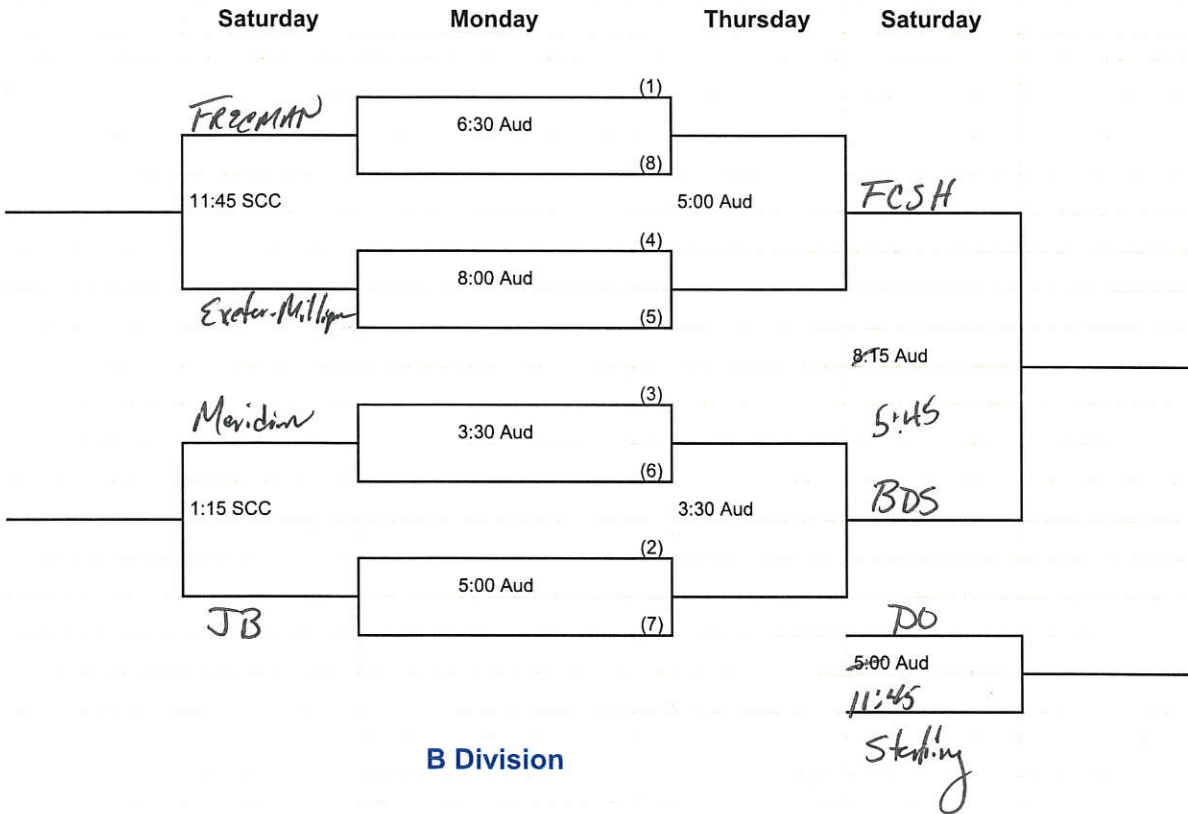 Saturday Monday Thursday Saturday
(1)
FREEMAN
6:30 Aud
(8)
11:45 SCC
5:00 Aud
FCSH
(4)
8:00 Aud
Exeter-Milligan
(5)
8:15 Aud
5:45
Meridian
(3)
3:30 Aud
(6)
1:15 SCC
3:30 Aud
BDS
(2)
5:00 Aud
JB
(7)
DO
5:00 Aud
11:45
Sterling
B Division